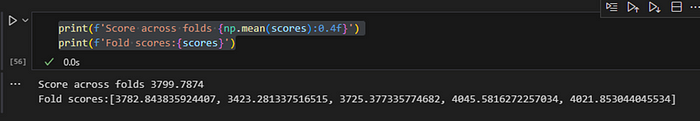 print(f'Score across folds {np.mean(scores):0.4f}')
print(f'Fold scores:{scores}')
[56]
0.0s
Score across folds 3799.7874
Fold scores:[3782.843835924407, 3423.281337516515, 3725.377335774682, 4045.5816272257034, 4021.853044045534]